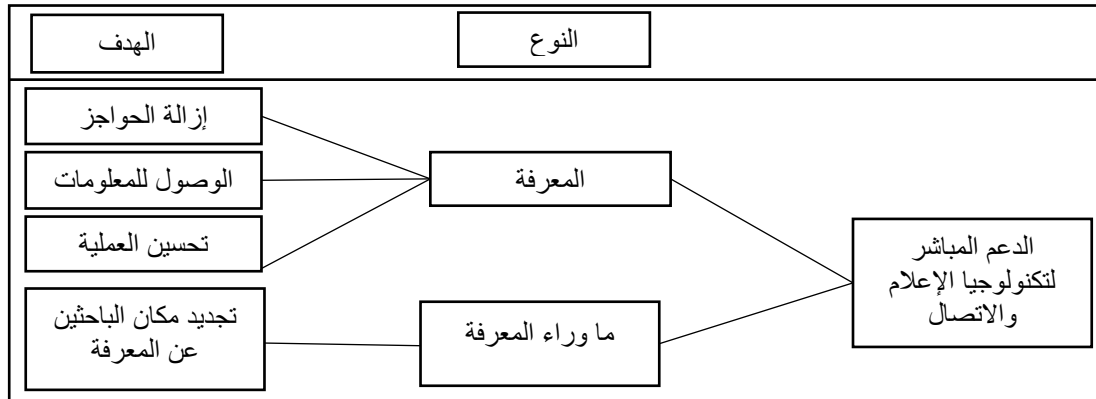 النوع
الهدف
الدعم المباشر
لتكنولوجيا الإعلام
والاتصال
المعرفة
ما وراء المعرفة
إزالة الحواجز
الوصول للمعلومات
تحسين العملية
تجديد مكان الباحثين
عن المعرفة